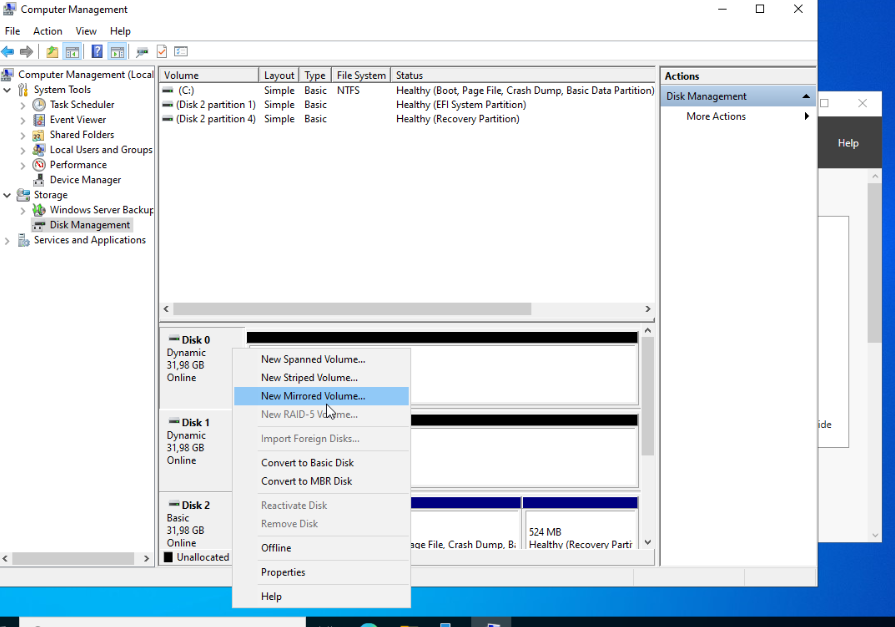 Computer Management
File Action View Help
Computer Management (Local
System Tools
Task Scheduler
Event Viewer
Shared Folders
Local Users and Groups
Performance
Device Manager
Storage
Windows Server Backup
Disk Management
Services and Applications
Volume Layout Type File System Status
(C:) Simple Basic NTFS Healthy (Boot, Page File, Crash Dump, Basic Data Partition)
(Disk 2 partition 1) Simple Basic Healthy (EFI System Partition)
(Disk 2 partition 4) Simple Basic Healthy (Recovery Partition)
Actions
Disk Management
More Actions
Help
ide
Disk 0
Dynamic
31,98 GB
Online
Disk 1
Dynamic
31,98 GB
Online
Disk 2
Basic
31,98 GB
Online
age File, Crash Dump, Ba
524 MB
Healthy (Recovery Parti
Unallocated
New Spanned Volume...
New Striped Volume...
New Mirrored Volume...
New RAID-5 Volume...
Import Foreign Disks...
Convert to Basic Disk
Convert to MBR Disk
Reactivate Disk
Remove Disk
Offline
Properties
Help